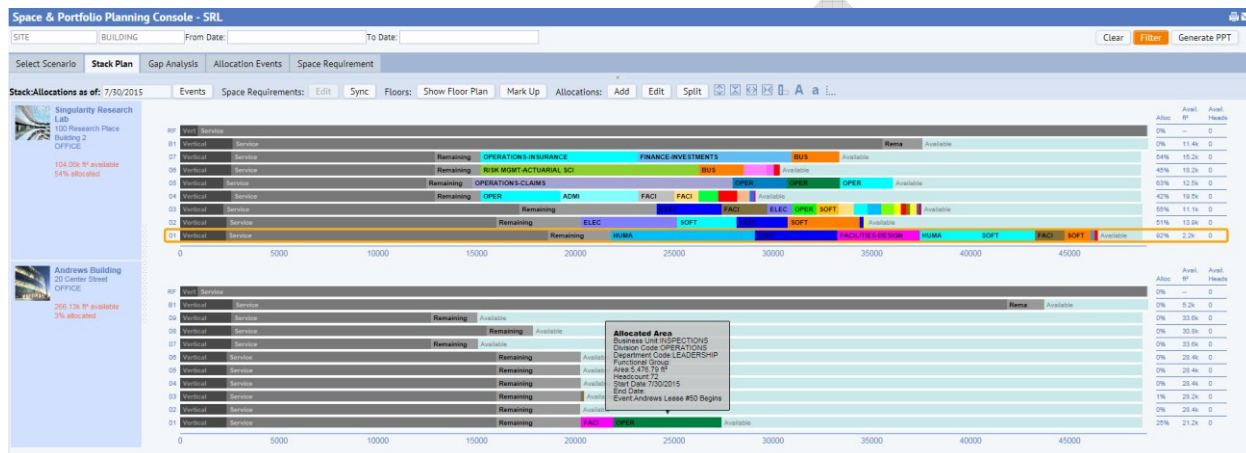 Space & Portfolio Planning Console - SRL
SITE BUILDING From Date: To Date: Clear Filter Generate PPT
Select Scenario Stack Plan Gap Analysis Allocation Events Space Requirement
Stack:Allocations as of: 7/30/2015 Events Space Requirements: Edit Sync Floors: Show Floor Plan Mark Up Allocations: Add Edit Split A a
Singularity Research Lab
100 Research Place
Building 2
OFFICE
104.08k ft² available
54% allocated
Alloc Avail. ft² Avail. Heads
RF Vert Service 0% – 0
B1 Vertical Service Rema Available 0% 11.4k 0
07 Vertical Service Remaining OPERATIONS-INSURANCE FINANCE-INVESTMENTS BUS Available 54% 15.2k 0
06 Vertical Service Remaining RISK MGMT-ACTUARIAL SCI BUS Available 45% 18.2k 0
05 Vertical Service Remaining OPERATIONS-CLAIMS OPER OPER OPER Available 63% 12.5k 0
04 Vertical Service Remaining OPER ADMI FACI FACI Available 42% 19.5k 0
03 Vertical Service Remaining FACI ELEC OPER SOFT Available 11.1k 0
02 Vertical Service Remaining ELEC SOFT SOFT Available 51% 13.9k 0
01 Vertical Service Remaining HUMA FACILITIES-DESIGN HUMA SOFT FACI SOFT Available 92% 2.2k 0
0 5000 10000 15000 20000 25000 30000 35000 40000 45000
Andrews Building
20 Center Street
OFFICE
266.13k ft² available
3% allocated
Alloc Avail. ft² Avail. Heads
RF Vert Service 0% – 0
B1 Vertical Service Rema Available 0% 5.2k 0
09 Vertical Service Remaining Available 0% 33.6k 0
08 Vertical Service Remaining Available 0% 30.9k 0
07 Vertical Service Remaining Available 0% 33.6k 0
06 Vertical Service Remaining 0% 28.4k 0
05 Vertical Service Remaining 0% 28.4k 0
04 Vertical Service Remaining 0% 28.4k 0
03 Vertical Service Remaining 1% 28.2k 0
02 Vertical Service Remaining 0% 28.4k 0
01 Vertical Service Remaining FACI OPER Available 25% 21.2k 0
Allocated Area
Business Unit:INSPECTIONS
Division Code:OPERATIONS
Department Code:LEADERSHIP
Functional Group:
Area:5,476.79 ft²
Headcount:72
Start Date:7/30/2015
End Date:
Event Andrews Lease #50 Begins
0 5000 10000 15000 20000 25000 30000 35000 40000 45000